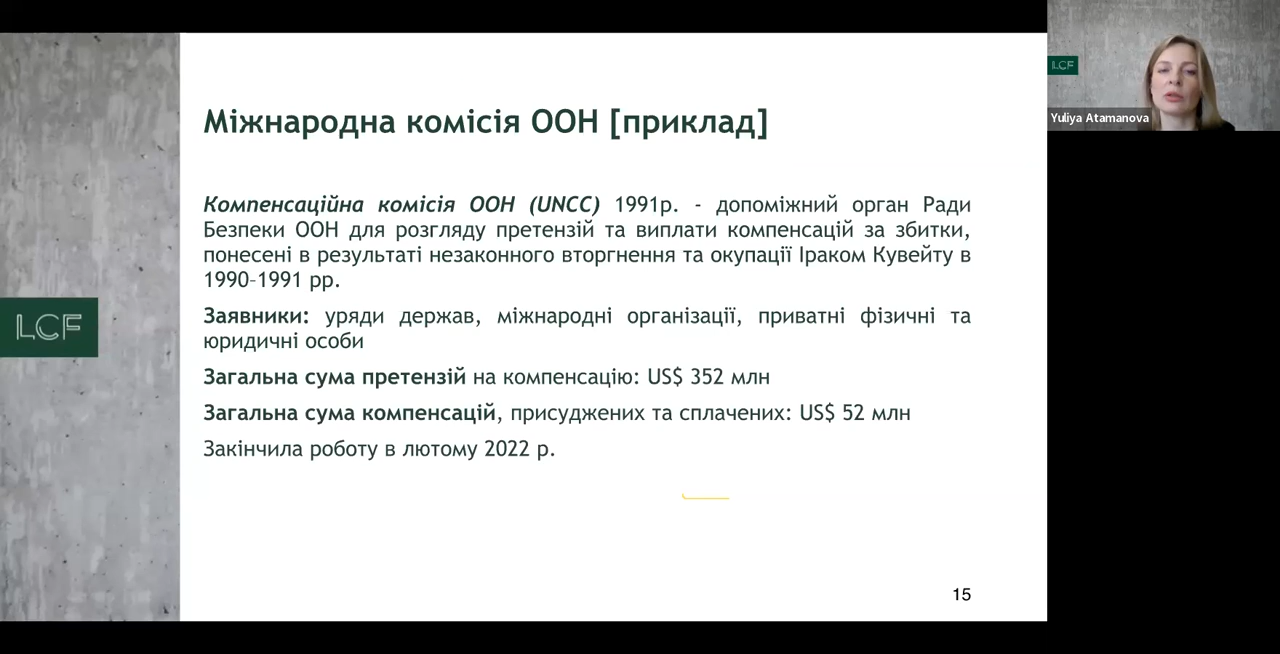 LCF
Yuliya Atamanova
Міжнародна комісія ООН [приклад]
Компенсаційна комісія ООН (UNCC) 1991р. - допоміжний орган Ради
Безпеки ООН для розгляду претензій та виплати компенсацій за збитки,
понесені в результаті незаконного вторгнення та окупації Іраком Кувейту в
1990–1991 рр.
Заявники: уряди держав, міжнародні організації, приватні фізичні та
юридичні особи
LCF
Загальна сума претензій на компенсацію: US$ 352 млн
Загальна сума компенсацій, присуджених та сплачених: US$ 52 млн
Закінчила роботу в лютому 2022 р.
15